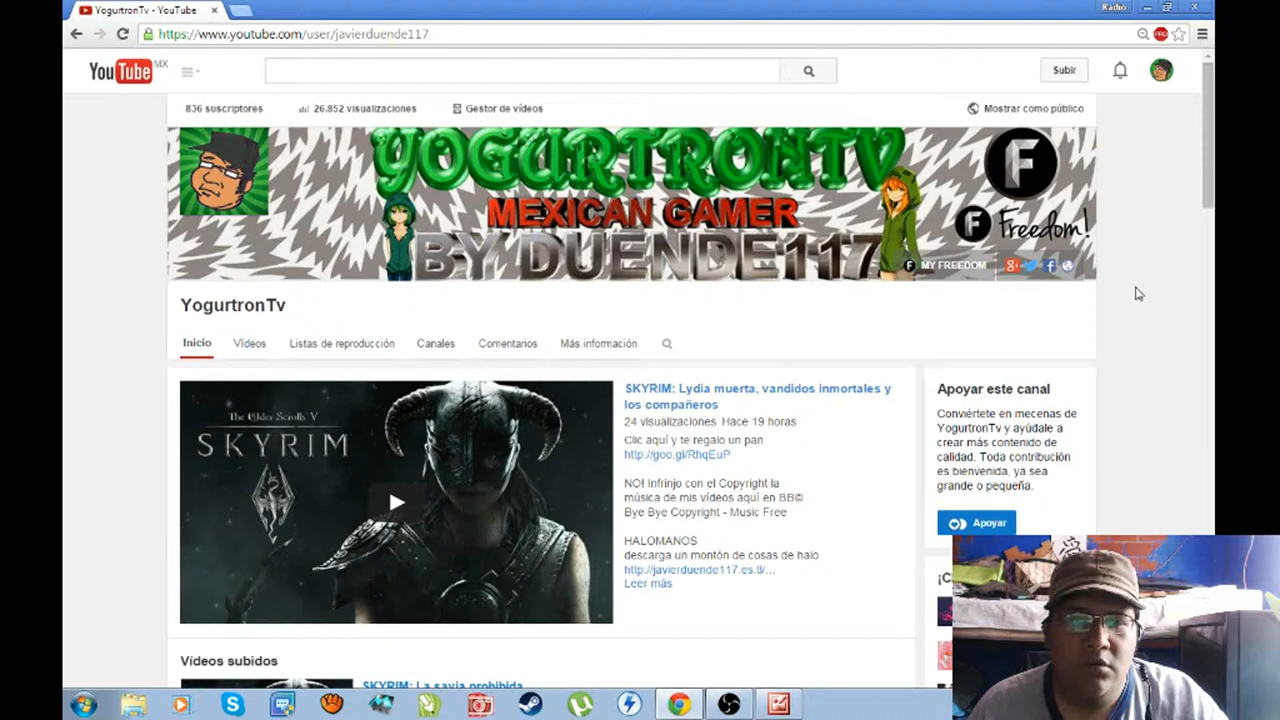 YogurtronTv - YouTube
Radio
https://www.youtube.com/user/javierduende117
PRO
YouTube MX
Subir
836 suscriptores
26.852 visualizaciones
Gestor de vídeos
Mostrar como público
YOGURTRONTV
MEXICAN GAMER
BY DUENDE117
F
F Freedom!
F MY FREEDOM
YogurtronTv
Inicio
Vídeos
Listas de reproducción
Canales
Comentarios
Más información
The Elder Scrolls V
SKYRIM
SKYRIM: Lydia muerta, vandidos inmortales y
los compañeros
24 visualizaciones Hace 19 horas
Clic aquí y te regalo un pan
http://goo.gl/RhqEuP
NO! Infrinjo con el Copyright la
música de mis vídeos aquí en BB©
Bye Bye Copyright - Music Free
HALOMANOS
descarga un montón de cosas de halo
http://javierduende117.es.tl/...
Leer más
Apoyar este canal
Conviértete en mecenas de
YogurtronTv y ayúdale a
crear más contenido de
calidad. Toda contribución
es bienvenida, ya sea
grande o pequeña.
Apoyar
¡C
Vídeos subidos
SKYRIM: La savia prohibida